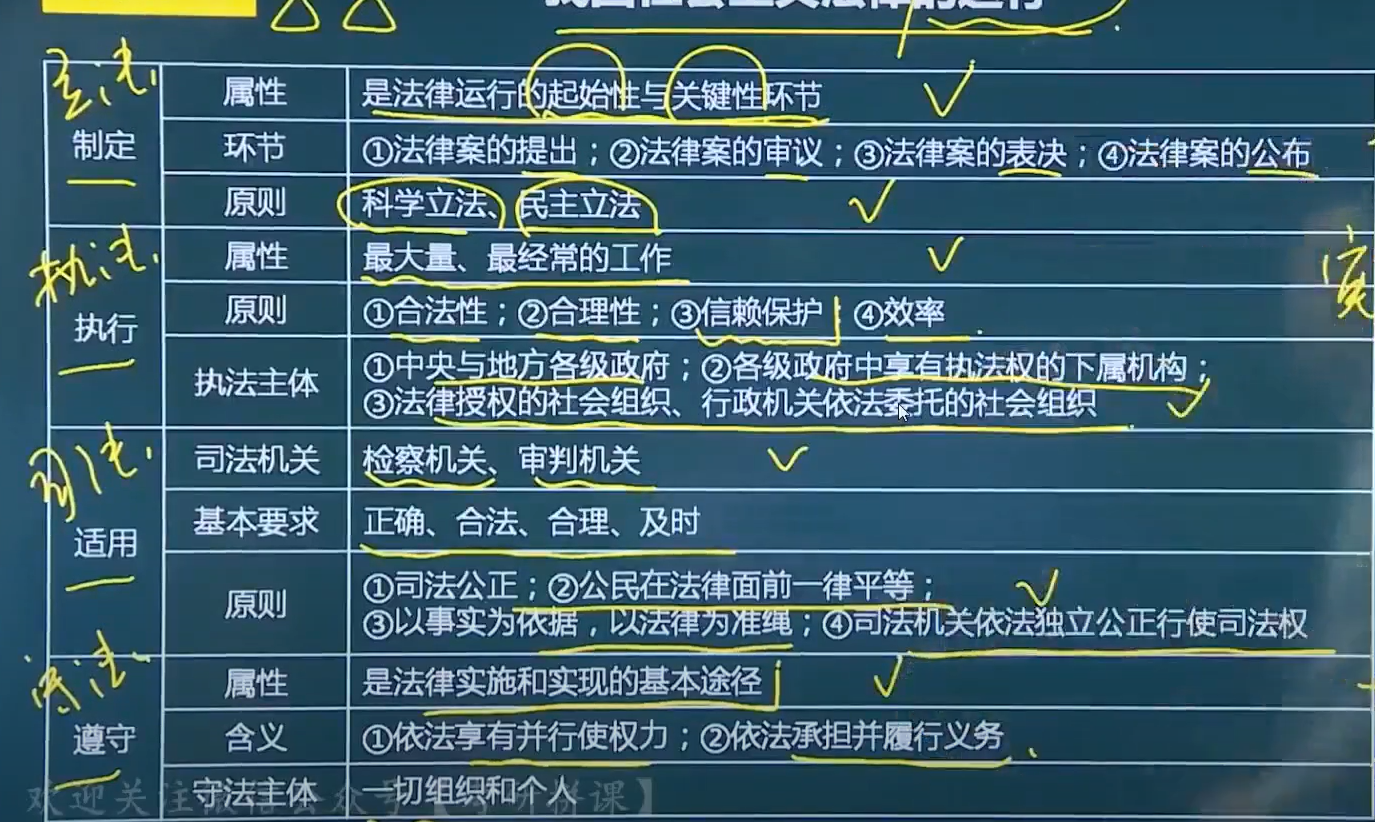 我国社会主义法律的运行
立法
制定
属性
是法律运行的起始性与关键性环节
环节
①法律案的提出；②法律案的审议；③法律案的表决；④法律案的公布
原则
科学立法、民主立法
执法
执行
属性
最大量、最经常的工作
原则
①合法性；②合理性；③信赖保护；④效率
执法主体
①中央与地方各级政府；②各级政府中享有执法权的下属机构；
③法律授权的社会组织、行政机关依法委托的社会组织
司法
适用
司法机关
检察机关、审判机关
基本要求
正确、合法、合理、及时
原则
①司法公正；②公民在法律面前一律平等；
③以事实为依据，以法律为准绳；④司法机关依法独立公正行使司法权
守法
遵守
属性
是法律实施和实现的基本途径
含义
①依法享有并行使权力；②依法承担并履行义务
守法主体
一切组织和个人
欢迎关注微信公众号